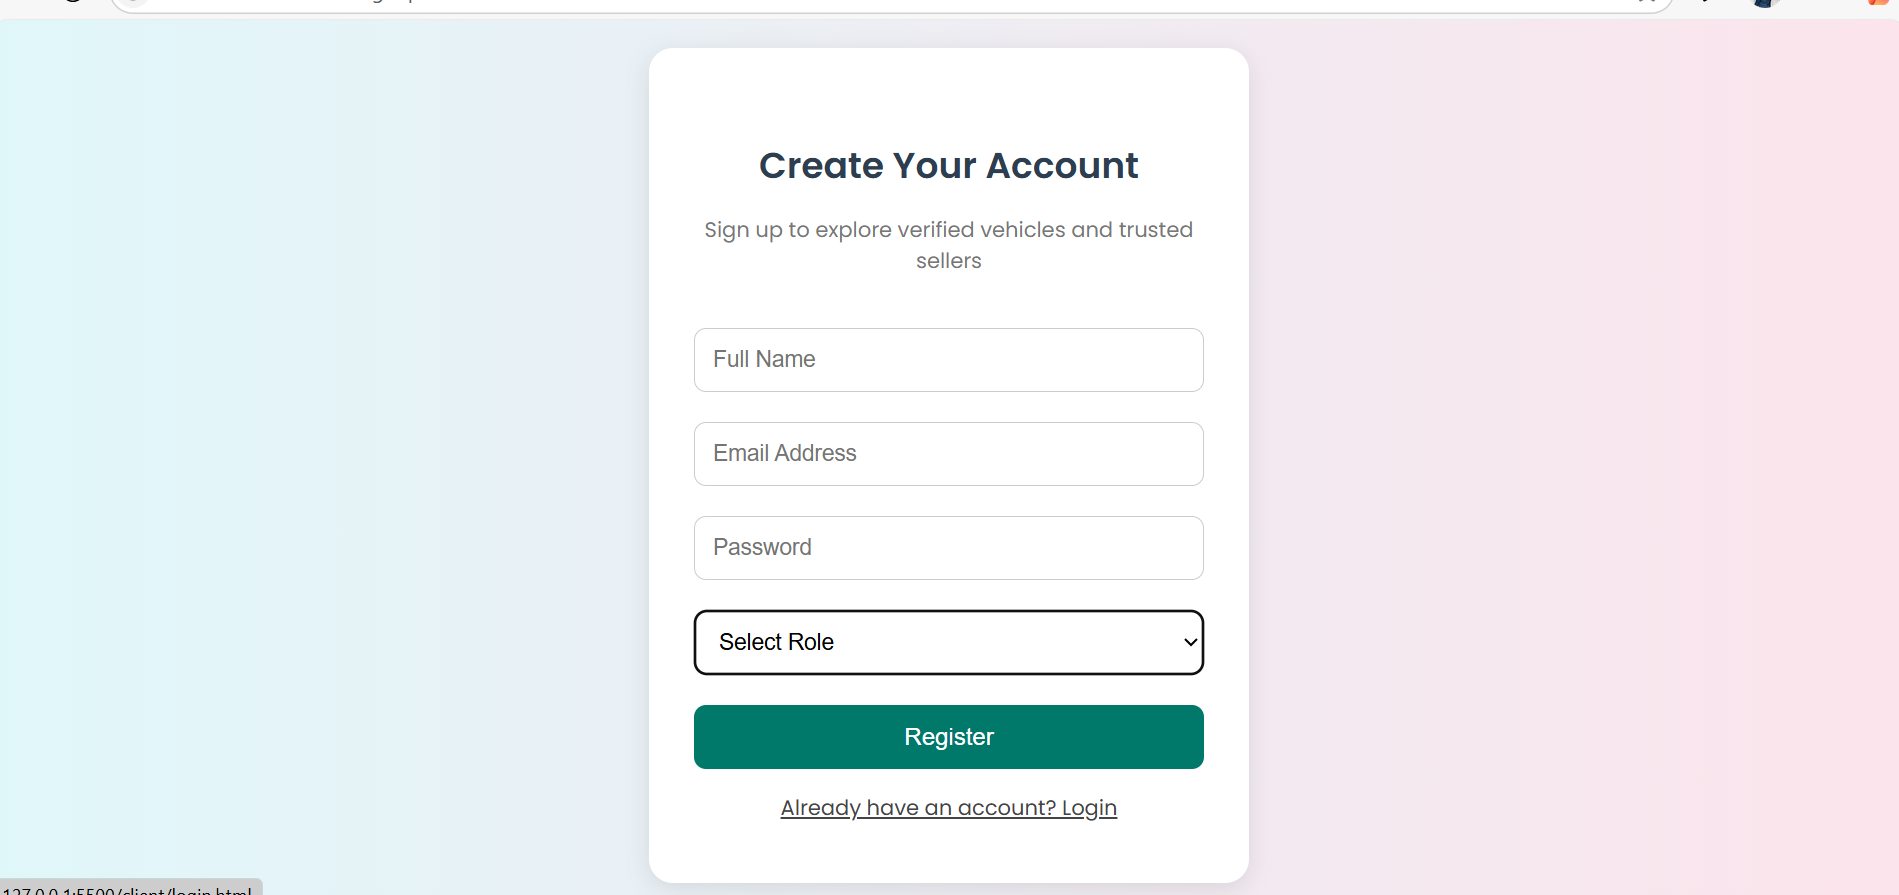 Create Your Account
Sign up to explore verified vehicles and trusted
sellers
Full Name
Email Address
Password
Select Role
Register
Already have an account? Login
127.0.0.1:5500/client/login.html